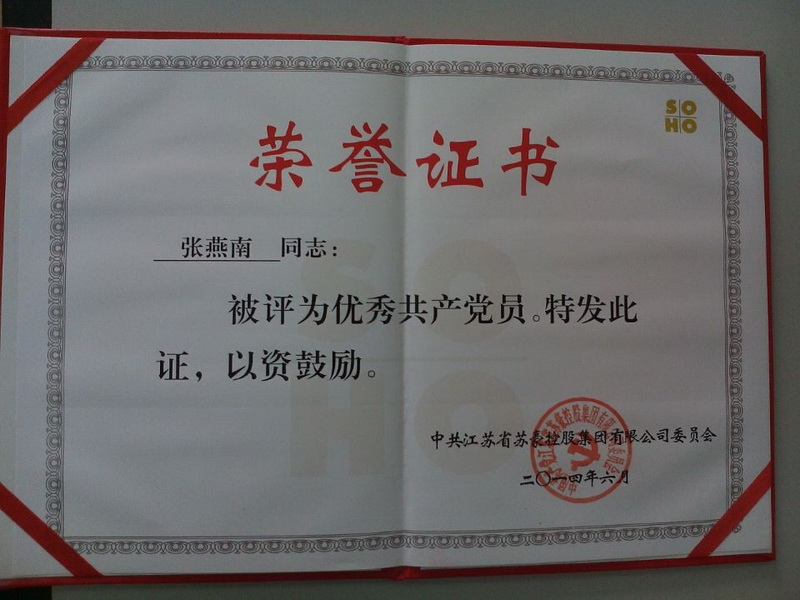 SO
HO
荣誉证书
张燕南 同志：
被评为优秀共产党员。特发此
证，以资鼓励。
中共江苏省苏豪控股集团有限公司委员会
二〇一四年六月